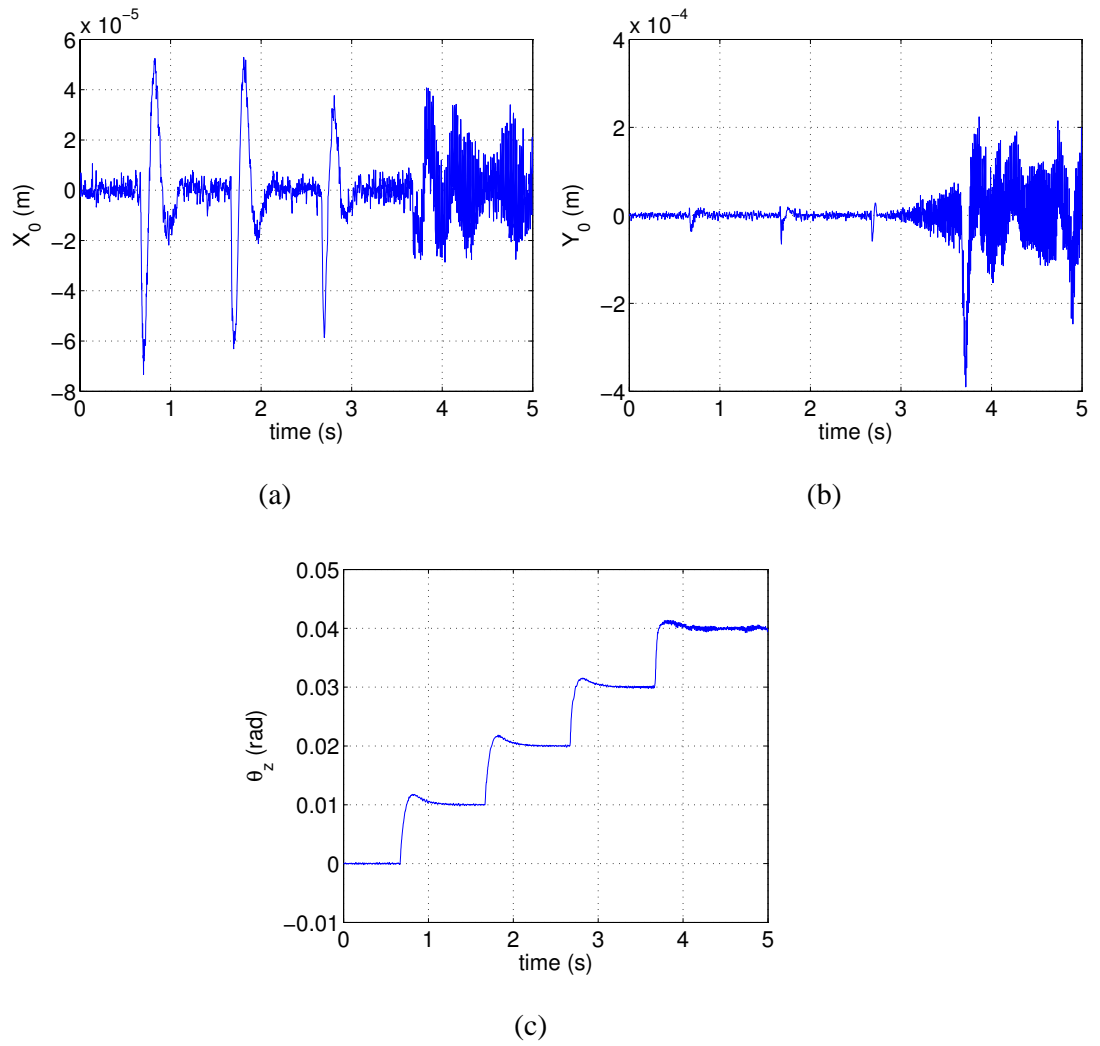 x 10⁻⁵
6
4
2
0
−2
−4
−6
−8
X_0 (m)
0 1 2 3 4 5
time (s)
(a)
x 10⁻⁴
4
2
0
−2
−4
Y_0 (m)
0 1 2 3 4 5
time (s)
(b)
0.05
0.04
0.03
0.02
0.01
0
−0.01
θ_z (rad)
0 1 2 3 4 5
time (s)
(c)